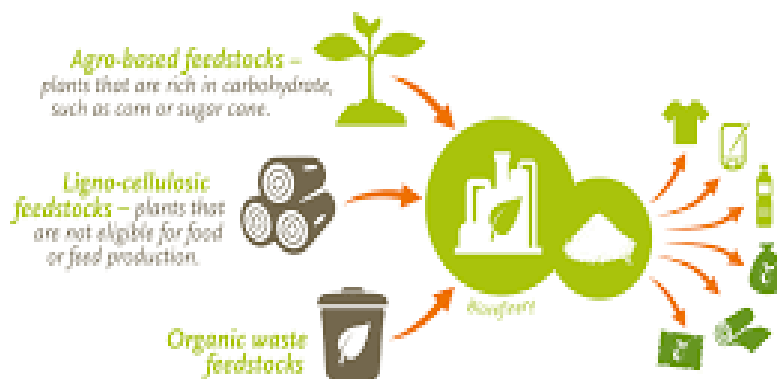 Agro-based feedstocks –
plants that are rich in carbohydrate,
such as corn or sugar cane.
Ligno-cellulosic
feedstocks – plants that
are not eligible for food
or feed production.
Organic waste
feedstocks